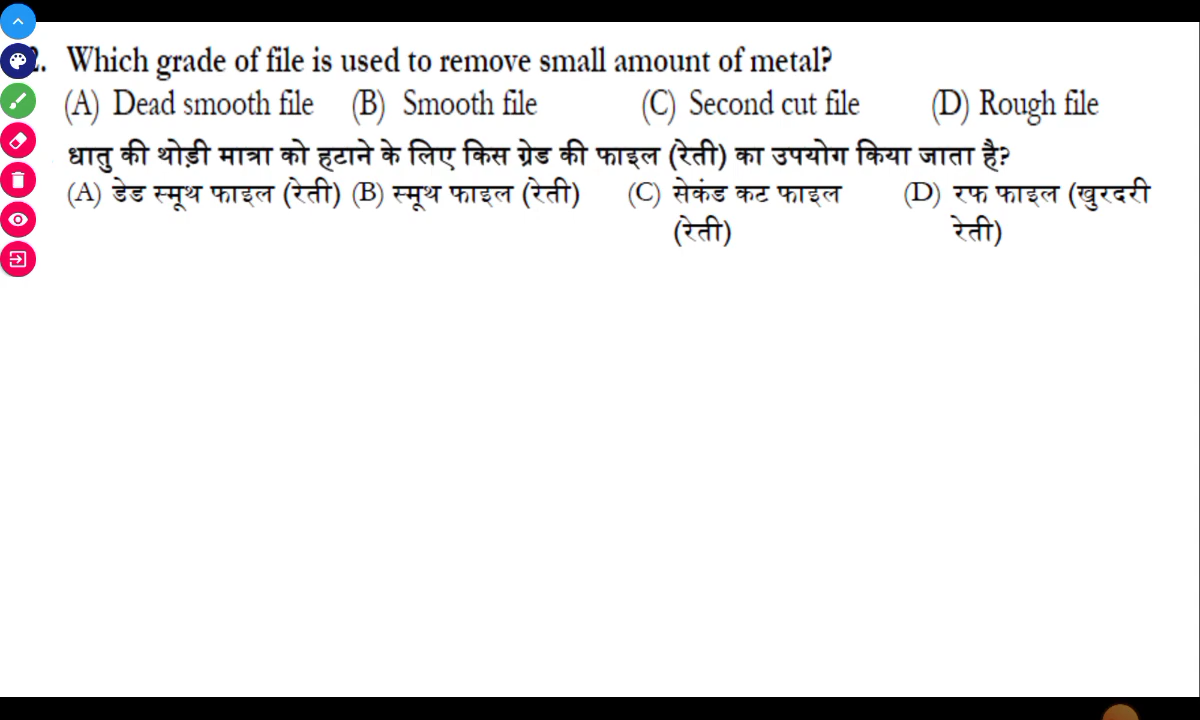 2. Which grade of file is used to remove small amount of metal?
(A) Dead smooth file (B) Smooth file (C) Second cut file (D) Rough file
धातु की थोड़ी मात्रा को हटाने के लिए किस ग्रेड की फाइल (रेती) का उपयोग किया जाता है?
(A) डेड स्मूथ फाइल (रेती) (B) स्मूथ फाइल (रेती) (C) सेकंड कट फाइल (D) रफ फाइल (खुरदरी
(रेती) रेती)